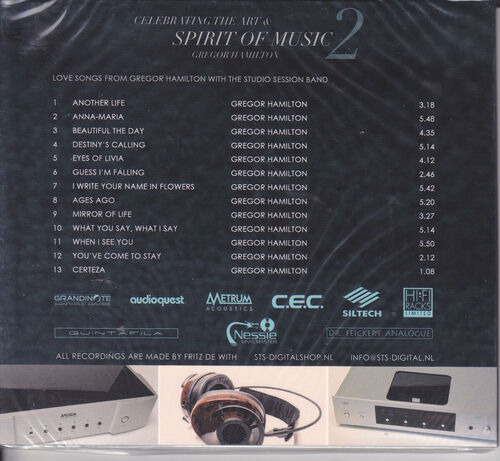 CELEBRATING THE ART &
SPIRIT OF MUSIC 2
GREGOR HAMILTON
LOVE SONGS FROM GREGOR HAMILTON WITH THE STUDIO SESSION BAND
1 ANOTHER LIFE GREGOR HAMILTON 3.18
2 ANNA-MARIA GREGOR HAMILTON 5.48
3 BEAUTIFUL THE DAY GREGOR HAMILTON 4.35
4 DESTINY'S CALLING GREGOR HAMILTON 5.14
5 EYES OF LIVIA GREGOR HAMILTON 4.12
6 GUESS I'M FALLING GREGOR HAMILTON 2.46
7 I WRITE YOUR NAME IN FLOWERS GREGOR HAMILTON 5.42
8 AGES AGO GREGOR HAMILTON 5.20
9 MIRROR OF LIFE GREGOR HAMILTON 3.27
10 WHAT YOU SAY, WHAT I SAY GREGOR HAMILTON 5.14
11 WHEN I SEE YOU GREGOR HAMILTON 5.50
12 YOU'VE COME TO STAY GREGOR HAMILTON 2.12
13 CERTEZA GREGOR HAMILTON 1.08
GRANDINOTE audioquest METRUM ACOUSTICS C.E.C. SILTECH HI-FI RACKS LIMITED
QUINTAFILA Nessie VINYLMASTER DR. FEICKERT ANALOGUE
ALL RECORDINGS ARE MADE BY FRITZ DE WITH STS-DIGITALSHOP.NL INFO@STS-DIGITAL.NL